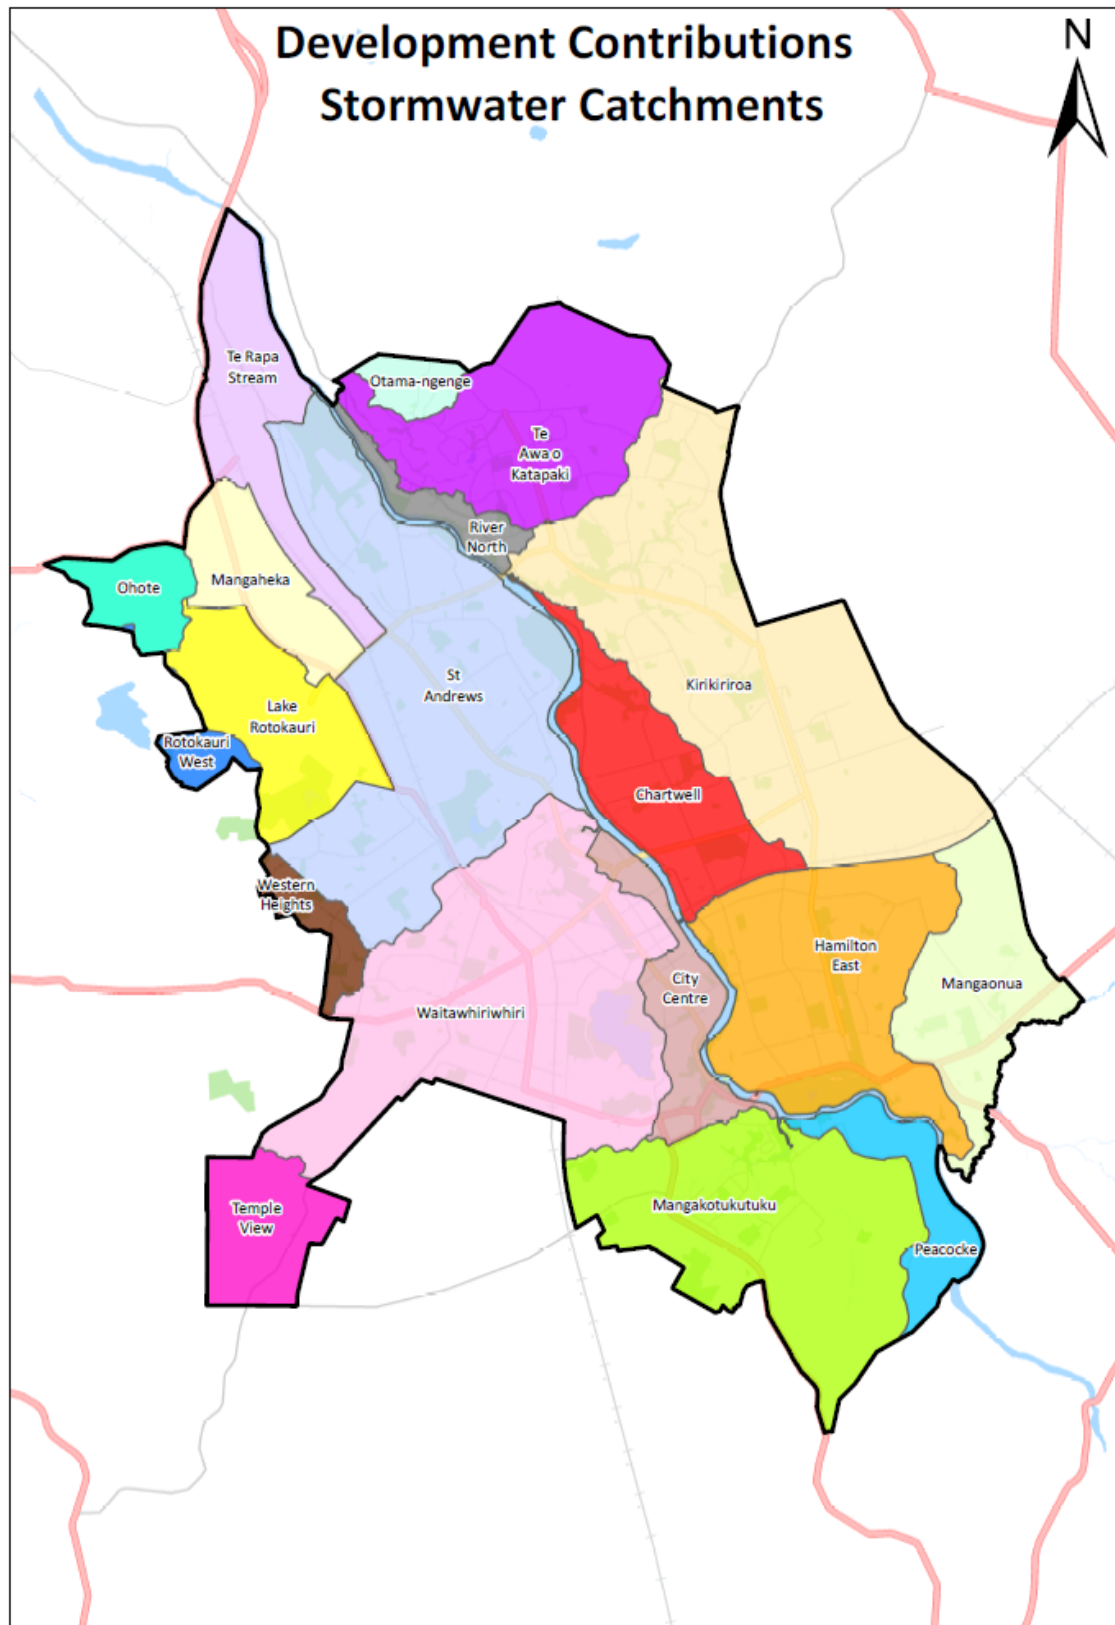 Development Contributions
Stormwater Catchments
N
Te Rapa
Stream
Otama-ngenge
Te
Awa o
Katapaki
River
North
Ohote
Mangaheka
St
Andrews
Kirikiriroa
Lake
Rotokauri
Rotokauri
West
Chartwell
Western
Heights
Hamilton
East
City
Centre
Mangaonua
Waitawhiriwhiri
Temple
View
Mangakotukutuku
Peacocke